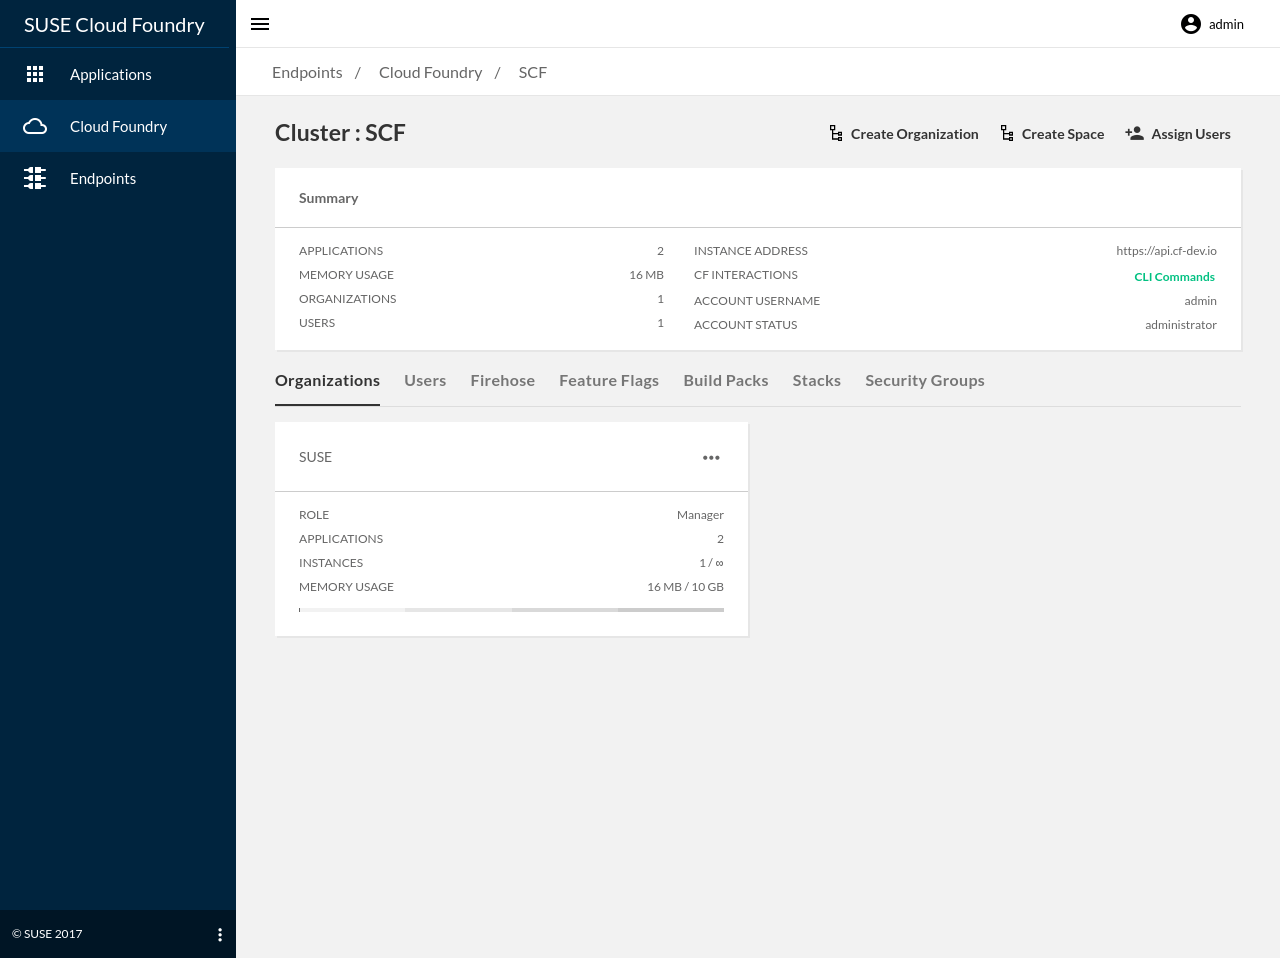 SUSE Cloud Foundry
admin
Applications
Cloud Foundry
Endpoints
Endpoints / Cloud Foundry / SCF
Cluster : SCF
Create Organization
Create Space
Assign Users
Summary
APPLICATIONS 2
MEMORY USAGE 16 MB
ORGANIZATIONS 1
USERS 1
INSTANCE ADDRESS https://api.cf-dev.io
CF INTERACTIONS CLI Commands
ACCOUNT USERNAME admin
ACCOUNT STATUS administrator
Organizations Users Firehose Feature Flags Build Packs Stacks Security Groups
SUSE
ROLE Manager
APPLICATIONS 2
INSTANCES 1 / ∞
MEMORY USAGE 16 MB / 10 GB
© SUSE 2017